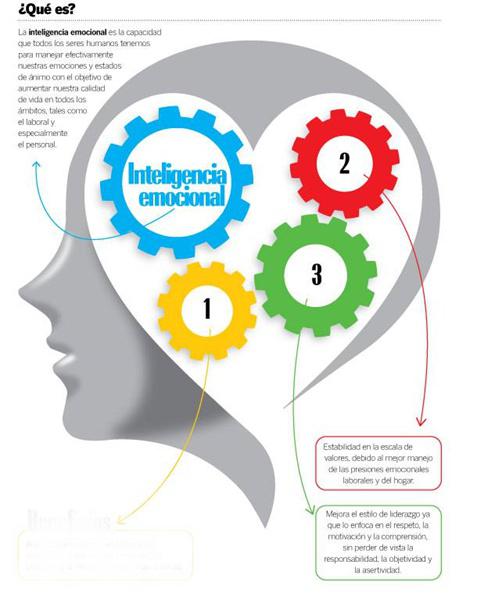 ¿Qué es?
La inteligencia emocional es la capacidad
que todos los seres humanos tenemos
para manejar efectivamente
nuestras emociones y estados
de ánimo con el objetivo de
aumentar nuestra calidad
de vida en todos los
ámbitos, tales como
el laboral y
especialmente
el personal.
Inteligencia
emocional
2
3
1
Estabilidad en la escala de
valores, debido al mejor manejo
de las presiones emocionales
laborales y del hogar.
Beneficios
Mejora el estilo de liderazgo ya
que lo enfoca en el respeto, la
motivación y la comprensión,
sin perder de vista la
responsabilidad, la objetividad y
la asertividad.